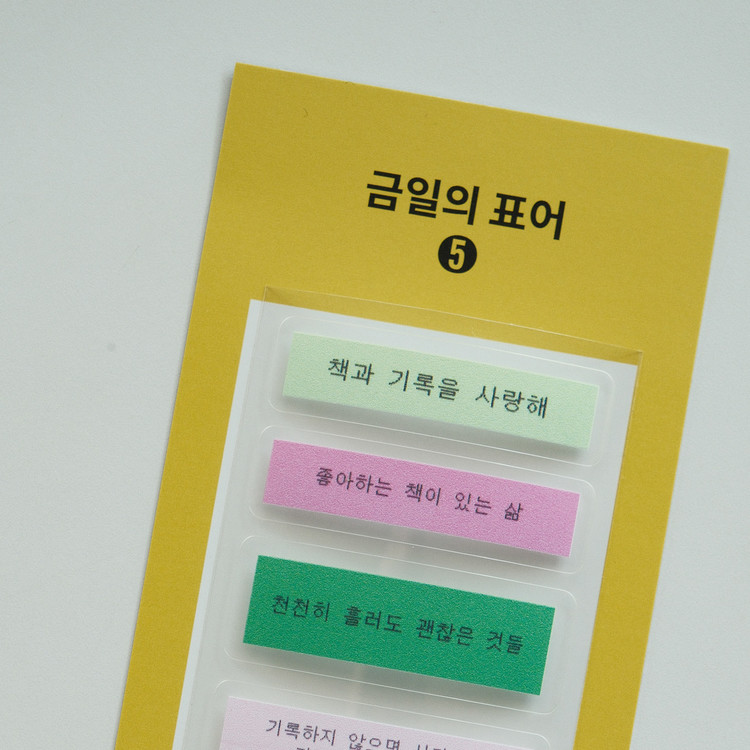 금일의 표어
5
책과 기록을 사랑해
좋아하는 책이 있는 삶
천천히 흘러도 괜찮은 것들
기록하지 않으면